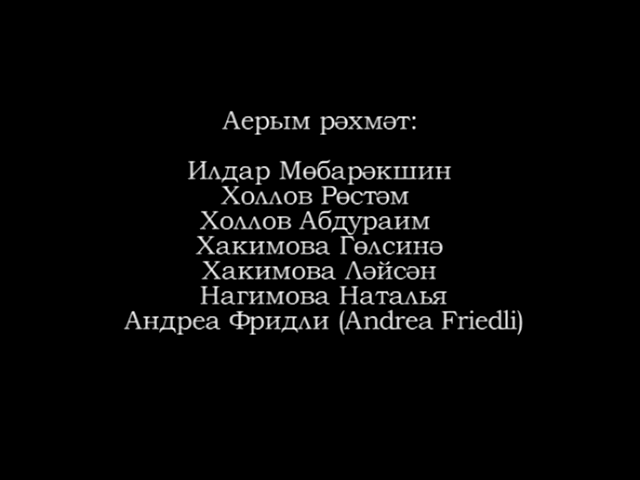 Аерым рәхмәт:
Илдар Мөбарәкшин
Холлов Рөстәм
Холлов Абдураим
Хакимова Гөлсинә
Хакимова Ләйсән
Нагимова Наталья
Андреа Фридли (Andrea Friedli)